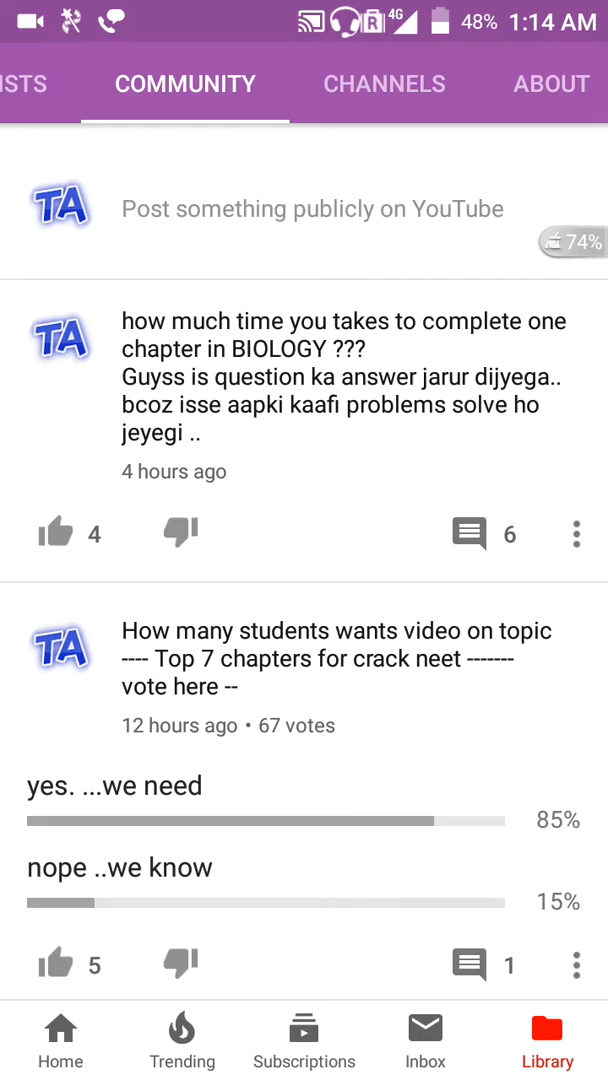 4G 48% 1:14 AM
ISTS COMMUNITY CHANNELS ABOUT
TA Post something publicly on YouTube
74%
TA how much time you takes to complete one
chapter in BIOLOGY ???
Guyss is question ka answer jarur dijyega..
bcoz isse aapki kaafi problems solve ho
jeyegi ..
4 hours ago
4 6
TA How many students wants video on topic
---- Top 7 chapters for crack neet -------
vote here --
12 hours ago • 67 votes
yes. ...we need
85%
nope ..we know
15%
5 1
Home Trending Subscriptions Inbox Library